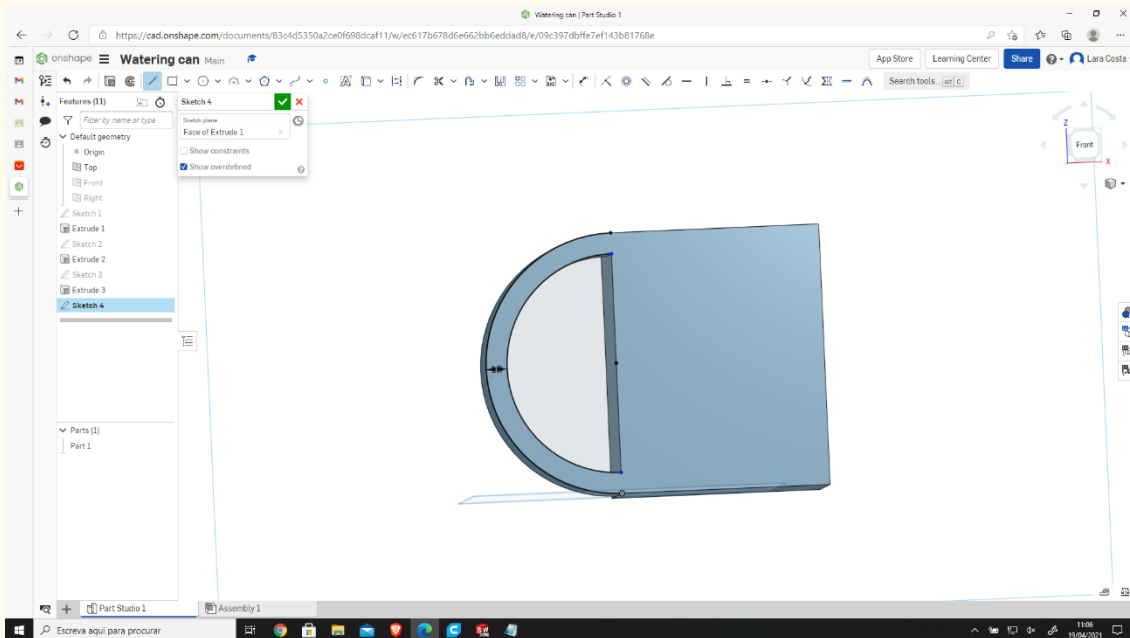 Watering can | Part Studio 1
https://cad.onshape.com/documents/83c4d5350a2ce0f698dcaf11/w/ec617b678d6e662bb6eddad8/e/09c397dbffe7ef143b81768e
onshape Watering can Main
App Store Learning Center Share Lara Costa
Search tools... alt C
Features (11)
Filter by name or type
Default geometry
Origin
Top
Front
Right
Sketch 1
Extrude 1
Sketch 2
Extrude 2
Sketch 3
Extrude 3
Sketch 4
Sketch 4
Sketch plane
Face of Extrude 1
Show constraints
Show overdefined
Z
Front
X
Parts (1)
Part 1
Part Studio 1 Assembly 1
Escreva aqui para procurar
11:06
19/04/2021